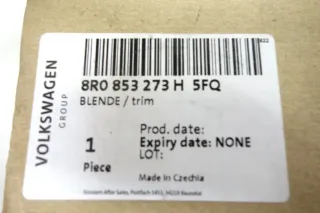 VOLKSWAGEN
GROUP
8R0 853 273 H 5FQ
BLENDE / trim
1
Piece
Prod. date:
Expiry date: NONE
LOT:
Made in Czechia